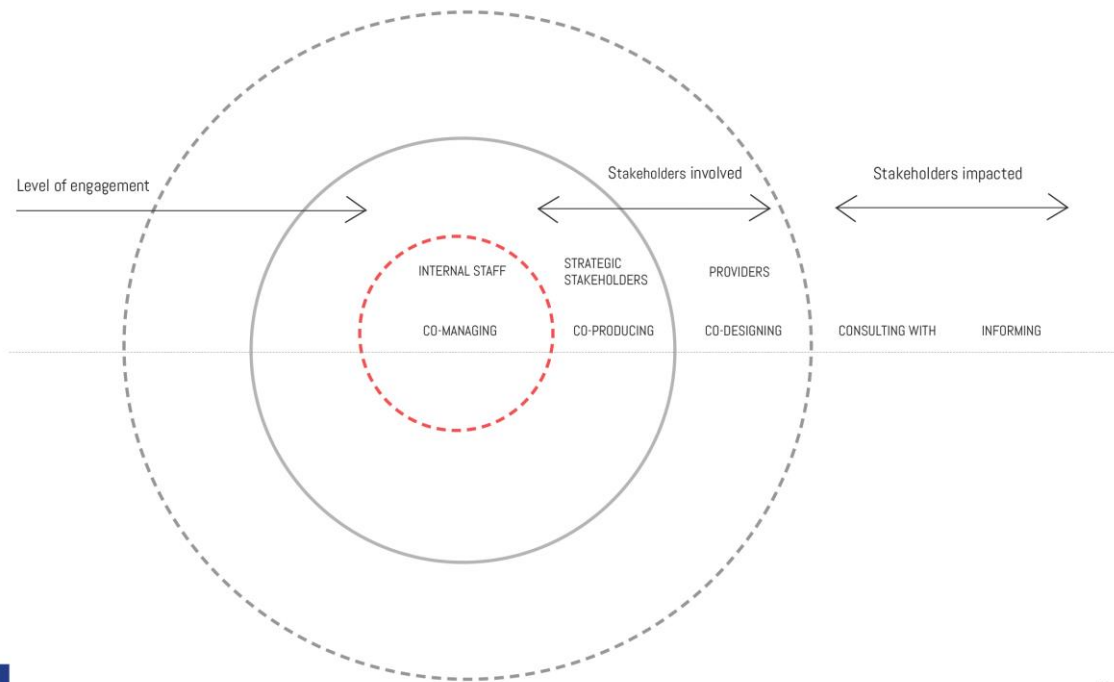 Level of engagement
Stakeholders involved
Stakeholders impacted
INTERNAL STAFF
STRATEGIC
STAKEHOLDERS
PROVIDERS
CO-MANAGING
CO-PRODUCING
CO-DESIGNING
CONSULTING WITH
INFORMING